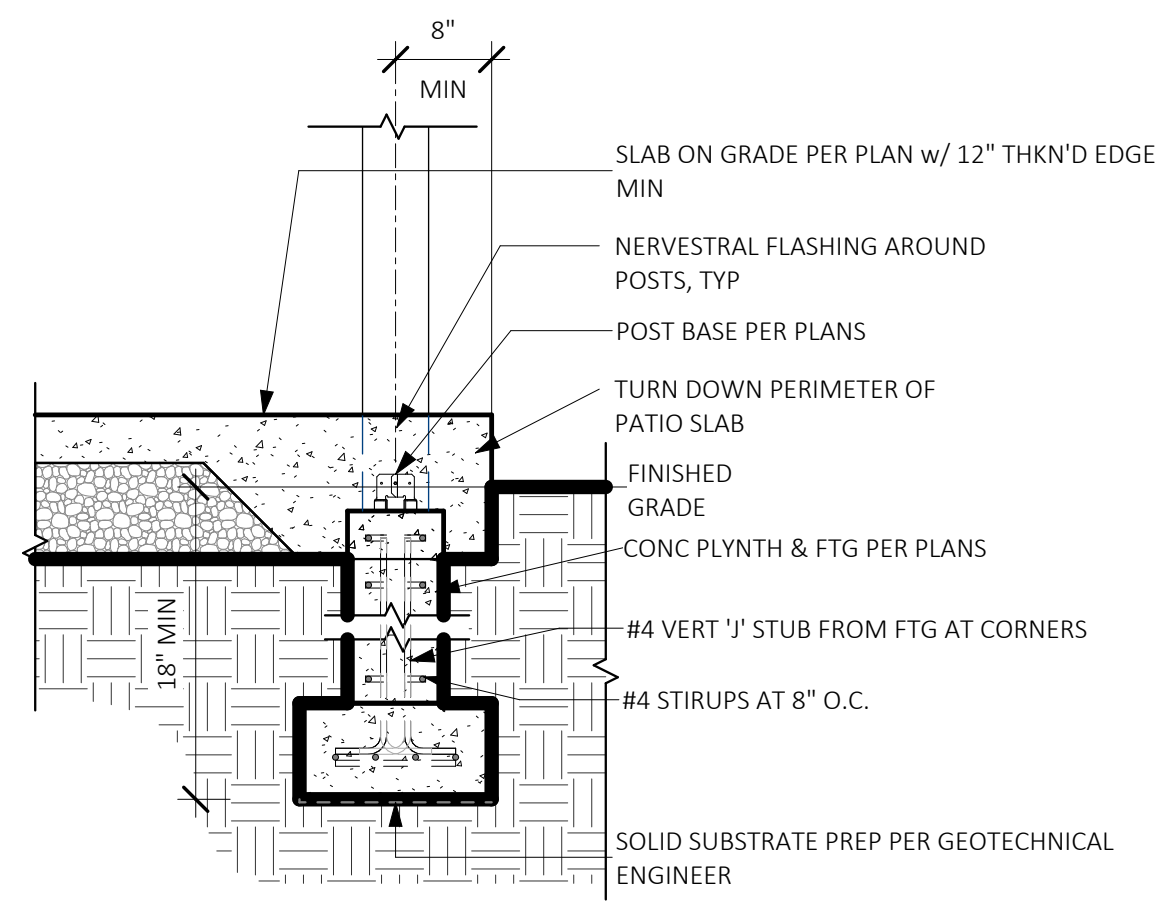 8"
MIN
SLAB ON GRADE PER PLAN w/ 12" THKN'D EDGE
MIN
NERVESTRAL FLASHING AROUND
POSTS, TYP
POST BASE PER PLANS
TURN DOWN PERIMETER OF
PATIO SLAB
FINISHED
GRADE
CONC PLYNTH & FTG PER PLANS
18" MIN
#4 VERT 'J' STUB FROM FTG AT CORNERS
#4 STIRUPS AT 8" O.C.
SOLID SUBSTRATE PREP PER GEOTECHNICAL
ENGINEER